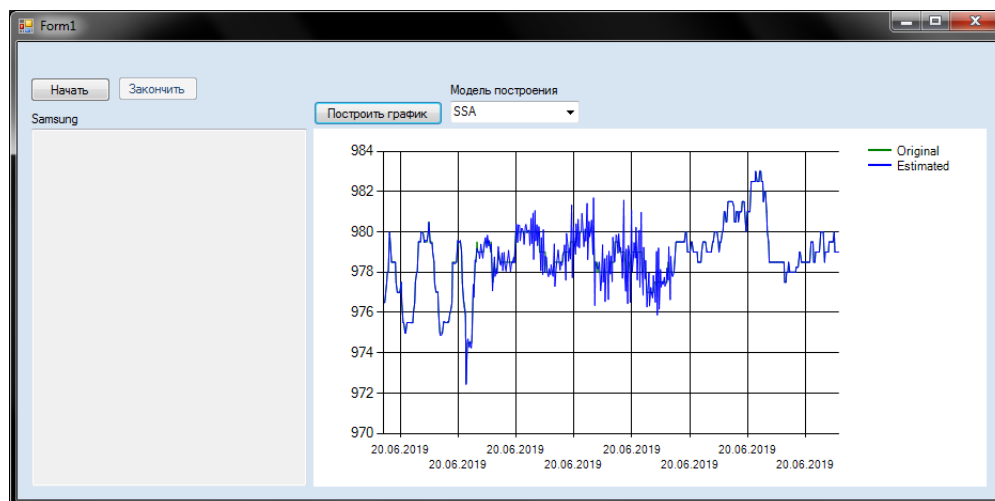 Form1
Начать
Закончить
Модель построения
Построить график
SSA
Samsung
984
982
980
978
976
974
972
970
Original
Estimated
20.06.2019 20.06.2019 20.06.2019 20.06.2019
20.06.2019 20.06.2019 20.06.2019 20.06.2019